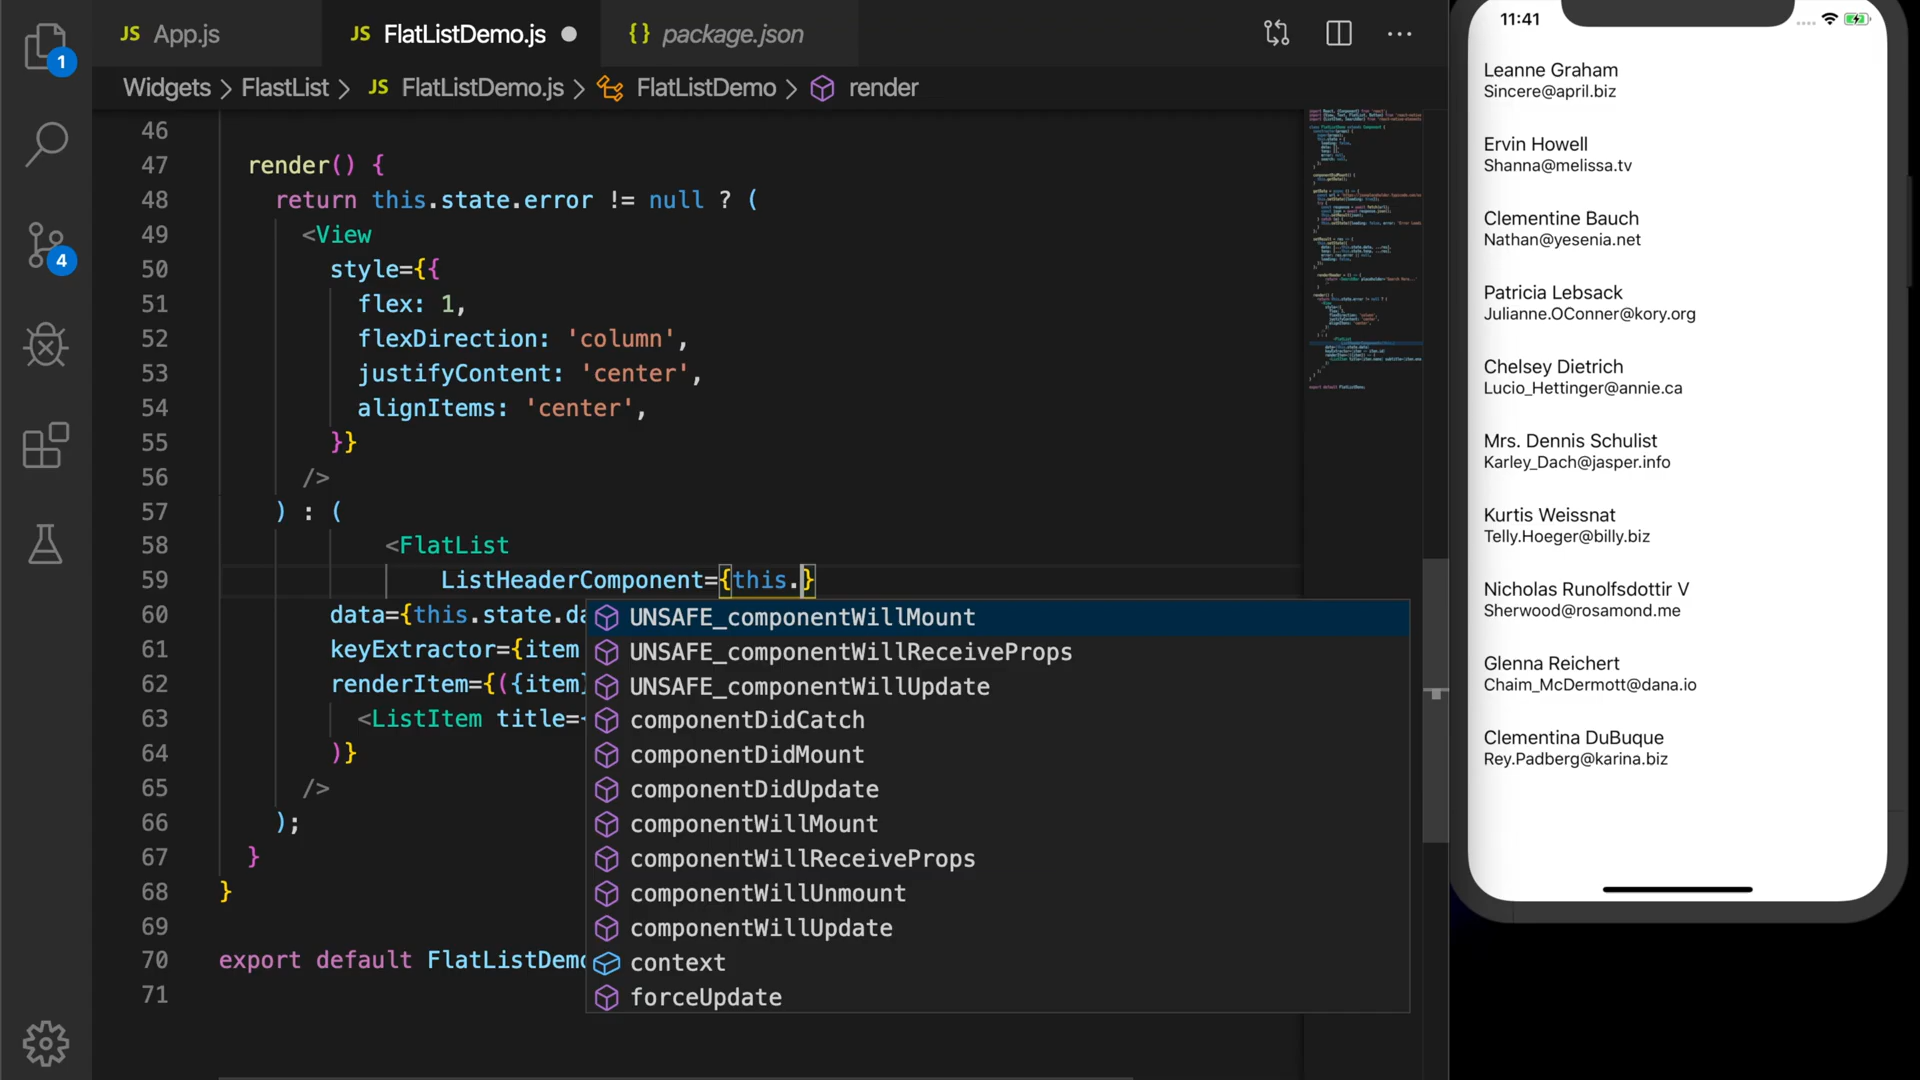 1
4
JS App.js
JS FlatListDemo.js
{} package.json
Widgets > FlastList > JS FlatListDemo.js > FlatListDemo > render
46
47 render() {
48 return this.state.error != null ? (
49 <View
50 style={{
51 flex: 1,
52 flexDirection: 'column',
53 justifyContent: 'center',
54 alignItems: 'center',
55 }}
56 />
57 ) : (
58 <FlatList
59 ListHeaderComponent={this.}
60 data={this.state.da
61 keyExtractor={item
62 renderItem={({item}
63 <ListItem title={
64 )}
65 />
66 );
67 }
68 }
69
70 export default FlatListDemo
71
UNSAFE_componentWillMount
UNSAFE_componentWillReceiveProps
UNSAFE_componentWillUpdate
componentDidCatch
componentDidMount
componentDidUpdate
componentWillMount
componentWillReceiveProps
componentWillUnmount
componentWillUpdate
context
forceUpdate
11:41
Leanne Graham
Sincere@april.biz
Ervin Howell
Shanna@melissa.tv
Clementine Bauch
Nathan@yesenia.net
Patricia Lebsack
Julianne.OConner@kory.org
Chelsey Dietrich
Lucio_Hettinger@annie.ca
Mrs. Dennis Schulist
Karley_Dach@jasper.info
Kurtis Weissnat
Telly.Hoeger@billy.biz
Nicholas Runolfsdottir V
Sherwood@rosamond.me
Glenna Reichert
Chaim_McDermott@dana.io
Clementina DuBuque
Rey.Padberg@karina.biz